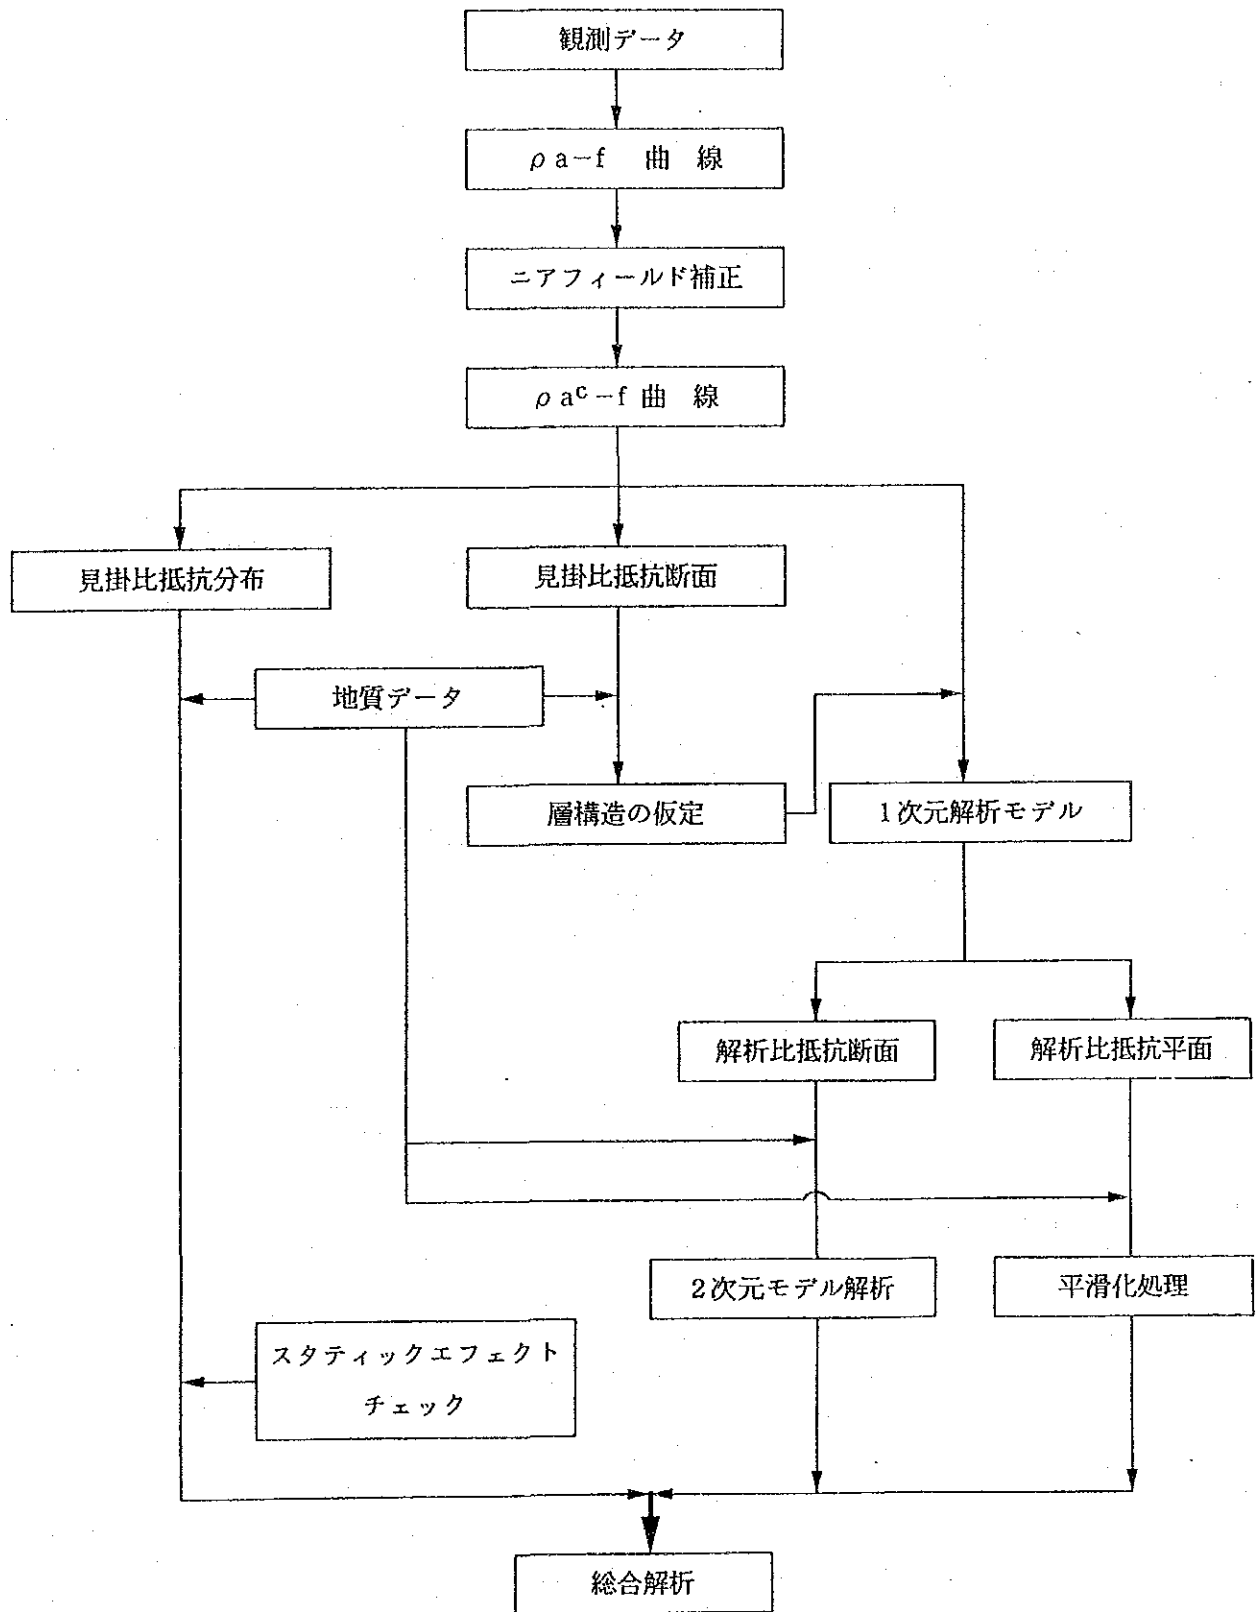 観測データ
ρa-f 曲 線
ニアフィールド補正
ρaᶜ-f 曲 線
見掛比抵抗分布
見掛比抵抗断面
地質データ
層構造の仮定
1次元解析モデル
解析比抵抗断面
解析比抵抗平面
2次元モデル解析
平滑化処理
スタティックエフェクト
チェック
総合解析